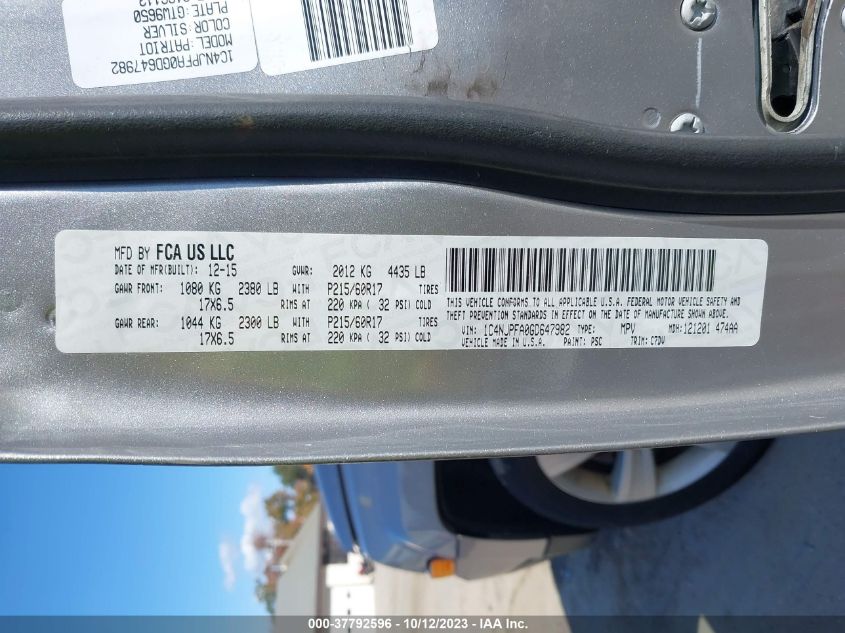 PLATE: GTW9650
COLOR: SILVER
MODEL: PATRIOT
1C4NJPFA0GD647982
MFD BY FCA US LLC
DATE OF MFR(BUILT): 12-15 GVWR: 2012 KG 4435 LB
GAWR FRONT: 1080 KG 2380 LB WITH P215/60R17 TIRES
17X6.5 RIMS AT 220 KPA ( 32 PSI) COLD
GAWR REAR: 1044 KG 2300 LB WITH P215/60R17 TIRES
17X6.5 RIMS AT 220 KPA ( 32 PSI) COLD
THIS VEHICLE CONFORMS TO ALL APPLICABLE U.S.A. FEDERAL MOTOR VEHICLE SAFETY AND
THEFT PREVENTION STANDARDS IN EFFECT ON THE DATE OF MANUFACTURE SHOWN ABOVE.
VIN: 1C4NJPFA0GD647982 TYPE: MPV MDH:121201 474AA
VEHICLE MADE IN U.S.A. PAINT: PSC TRIM: C7DV
000-37792596 - 10/12/2023 - IAA Inc.